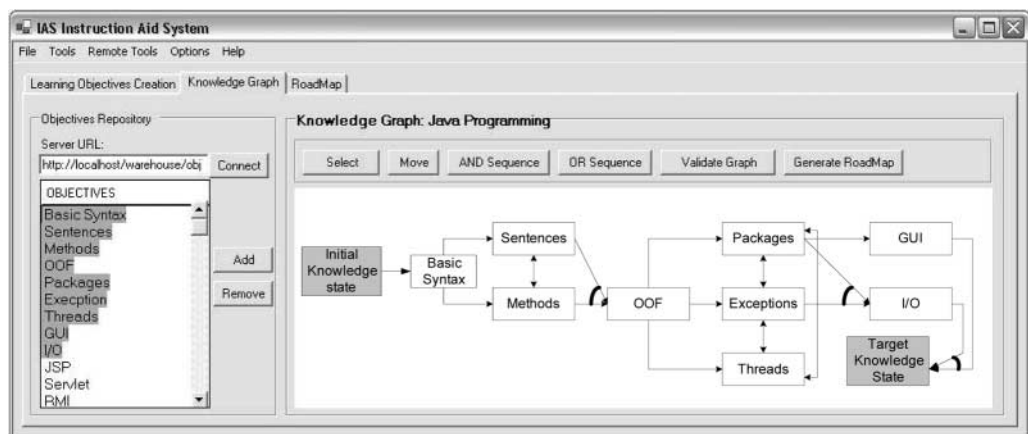 IAS Instruction Aid System
File Tools Remote Tools Options Help
Learning Objectives Creation Knowledge Graph RoadMap
Objectives Repository
Server URL:
http://localhost/warehouse/obj Connect
OBJECTIVES
Basic Syntax
Sentences
Methods
OOF
Packages
Execption
Threads
GUI
I/O
JSP
Servlet
RMI
Add
Remove
Knowledge Graph: Java Programming
Select Move AND Sequence OR Sequence Validate Graph Generate RoadMap
Initial
Knowledge
state
Basic
Syntax
Sentences
Methods
OOF
Packages
Exceptions
Threads
GUI
I/O
Target
Knowledge
State